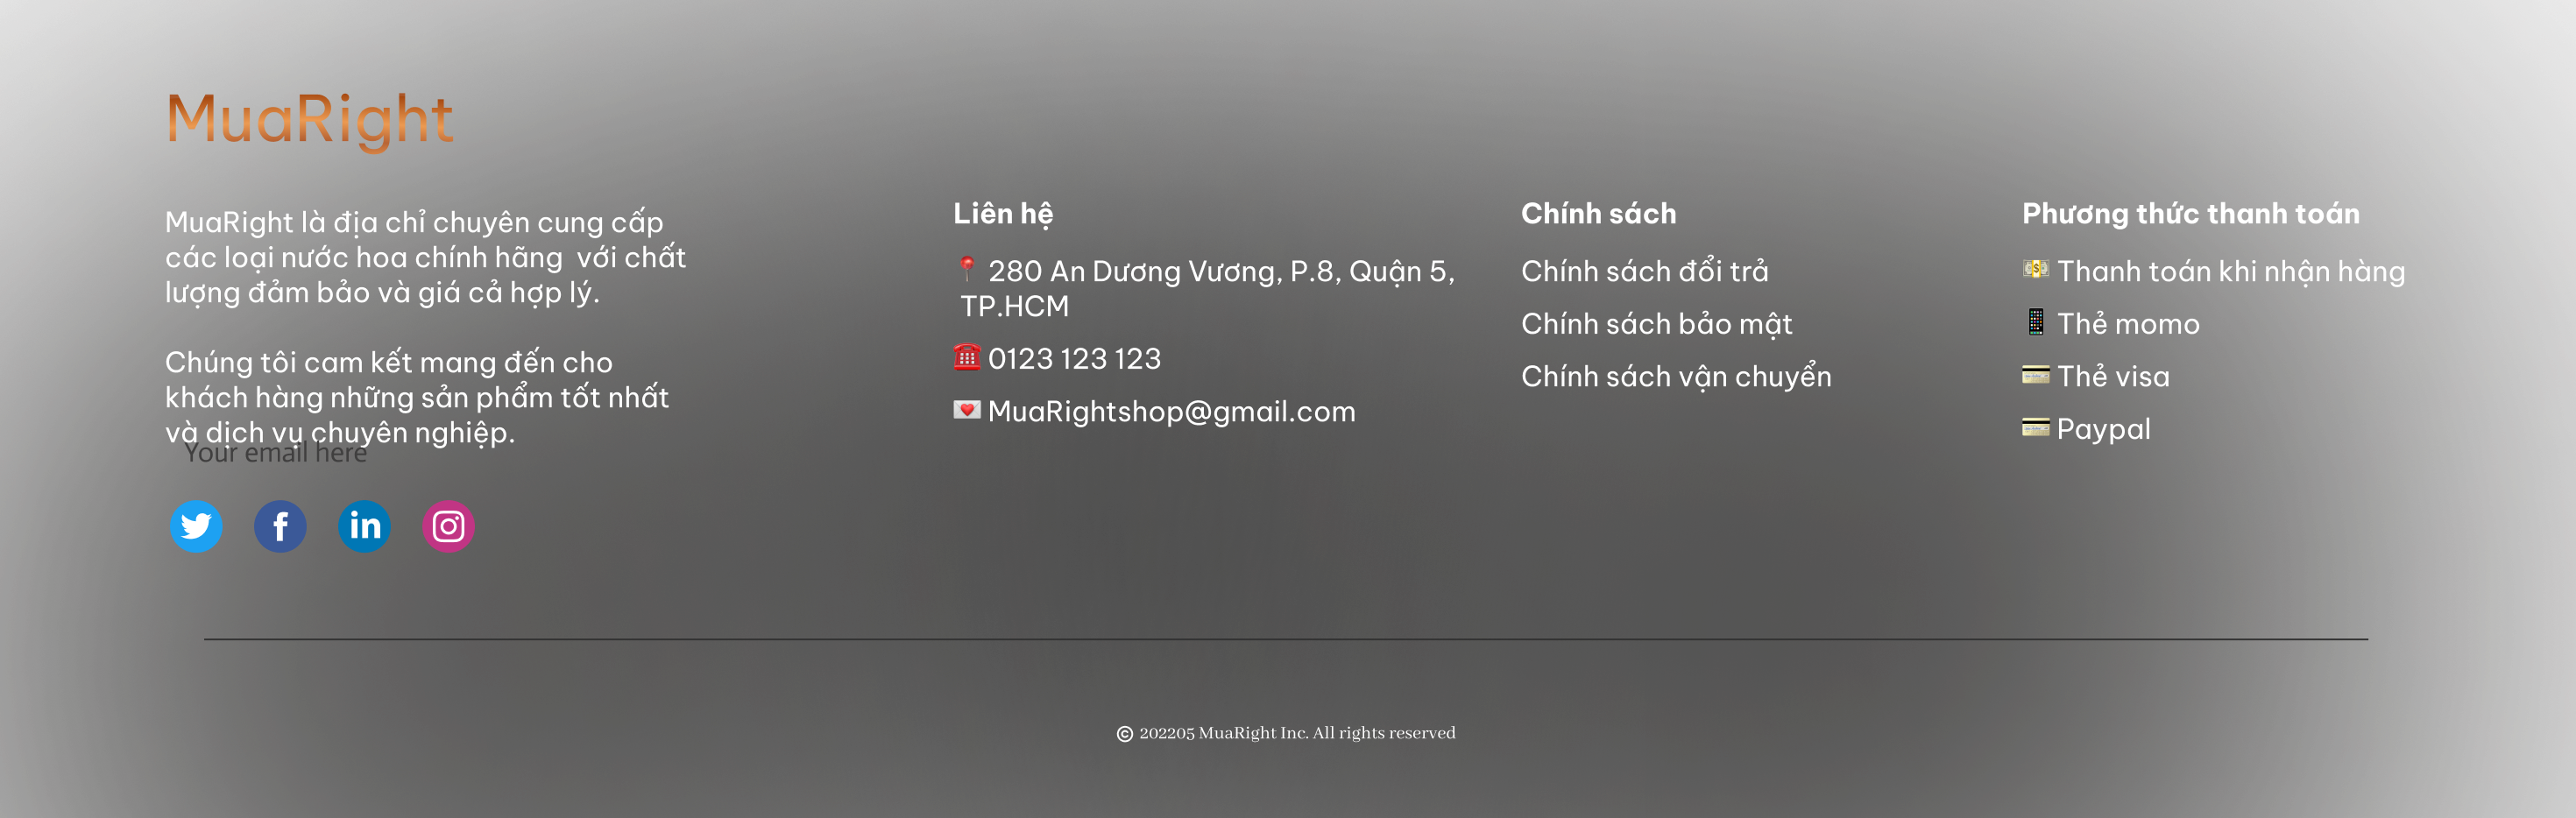 MuaRight
MuaRight là địa chỉ chuyên cung cấp
các loại nước hoa chính hãng với chất
lượng đảm bảo và giá cả hợp lý.
Chúng tôi cam kết mang đến cho
khách hàng những sản phẩm tốt nhất
và dịch vụ chuyên nghiệp.
Your email here
Liên hệ
📍 280 An Dương Vương, P.8, Quận 5,
TP.HCM
☎️ 0123 123 123
💌 MuaRightshop@gmail.com
Chính sách
Chính sách đổi trả
Chính sách bảo mật
Chính sách vận chuyển
Phương thức thanh toán
💵 Thanh toán khi nhận hàng
📱 Thẻ momo
💳 Thẻ visa
💳 Paypal
© 202205 MuaRight Inc. All rights reserved